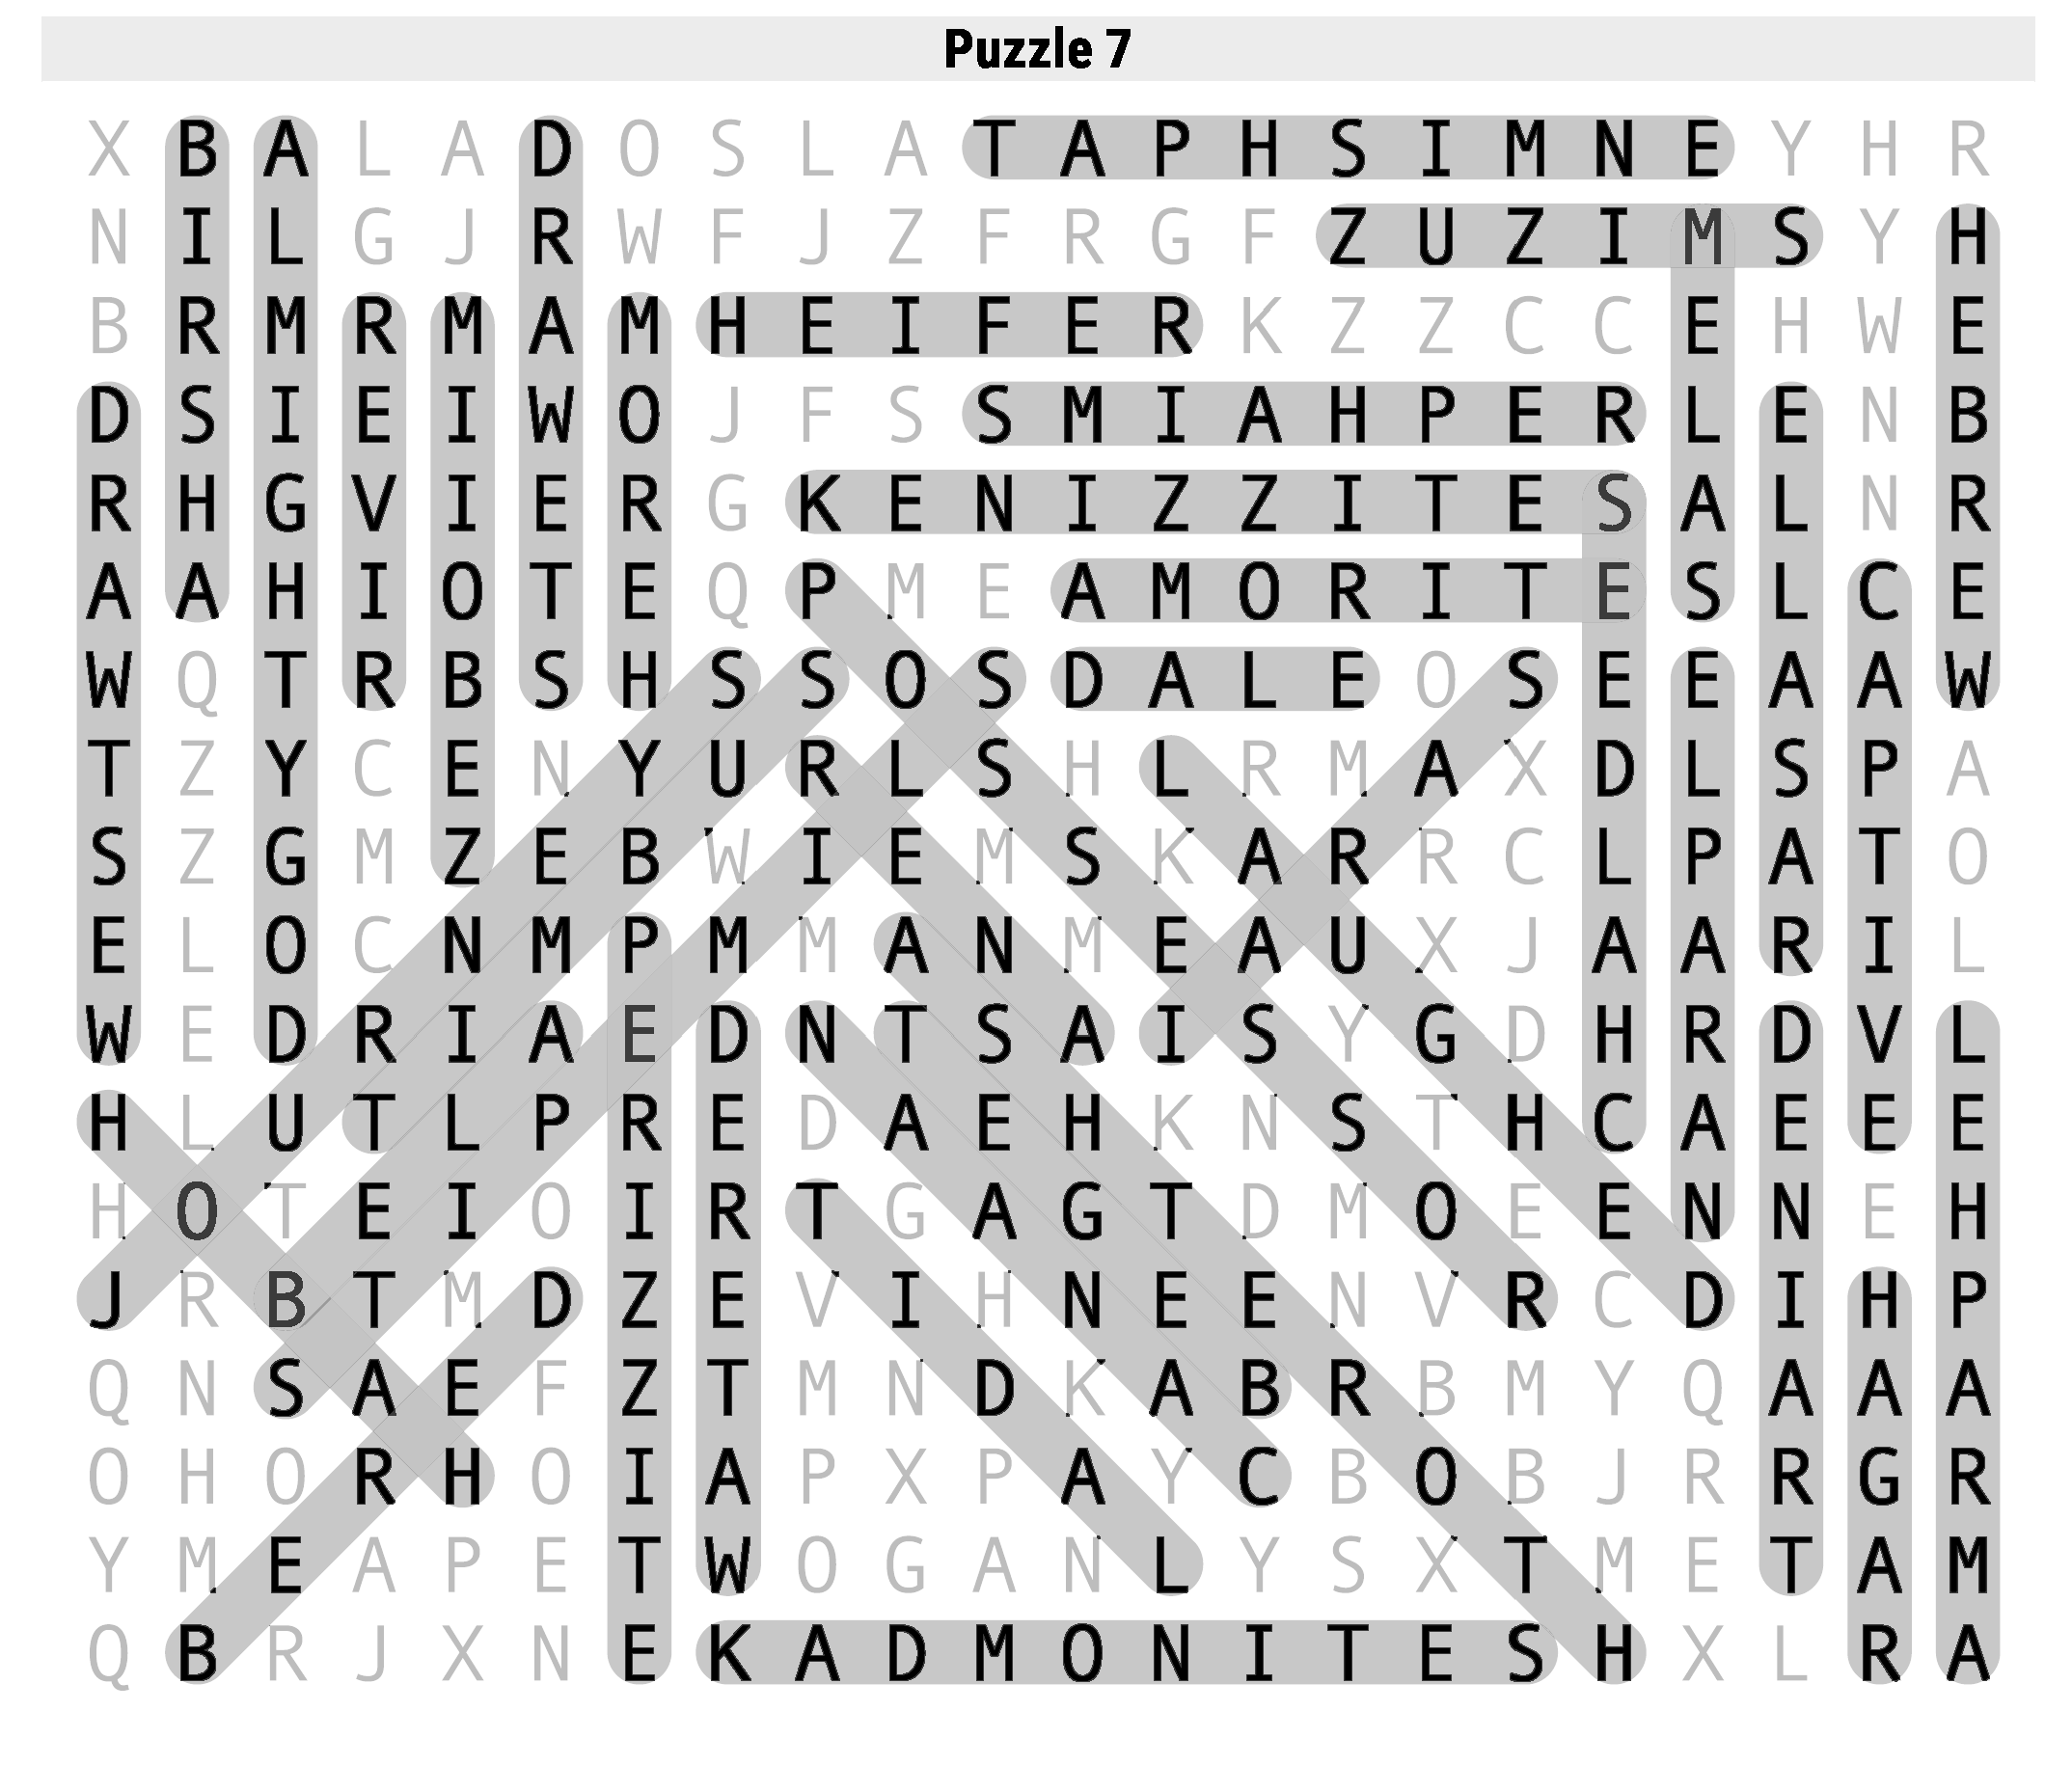 Puzzle 7
X B A L A D O S L A T A P H S I M N E Y H R
N I L G J R W F J Z F R G F Z U Z I M S Y H
B R M R M A M H E I F E R K Z Z C C E H W E
D S I E I W O J F S S M I A H P E R L E N B
R H G V I E R G K E N I Z Z I T E S A L N R
A A H I O T E Q P M E A M O R I T E S L C E
W Q T R B S H S S O S D A L E O S E E A A W
T Z Y C E N Y U R L S H L R M A X D L S P A
S Z G M Z E B W I E M S K A R R C L P A T O
E L O C N M P M M A N M E A U X J A A R I L
W E D R I A E D N T S A I S Y G D H R D V L
H L U T L P R E D A E H K N S T H C A E E E
H O T E I O I R T G A G T D M O E E N N E H
J R B T M D Z E V I H N E E N V R C D I H P
Q N S A E F Z T M N D K A B R B M Y Q A A A
O H O R H O I A P X P A Y C B O B J R R G R
Y M E A P E T W O G A N L Y S X T M E T A M
Q B R J X N E K A D M O N I T E S H X L R A